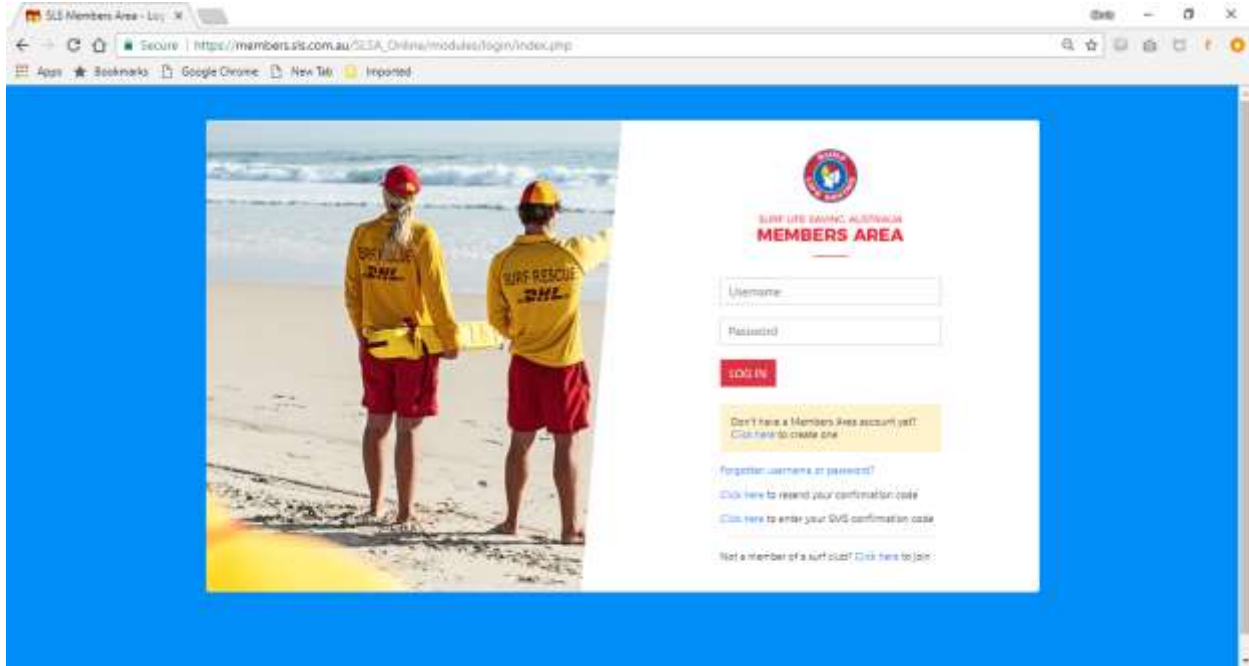 SLS Members Area - Log
Secure | https://members.sls.com.au/SLSA_Online/modules/login/index.php
Apps Bookmarks Google Chrome New Tab Imported
SURF
LIFE SAVING
SURF LIFE SAVING AUSTRALIA
MEMBERS AREA
SURF RESCUE
DHL
SURF RESCUE
DHL
Username
Password
LOG IN
Don't have a Members Area account yet?
Click here to create one
Forgotten username or password?
Click here to resend your confirmation code
Click here to enter your SMS confirmation code
Not a member of a surf club? Click here to join